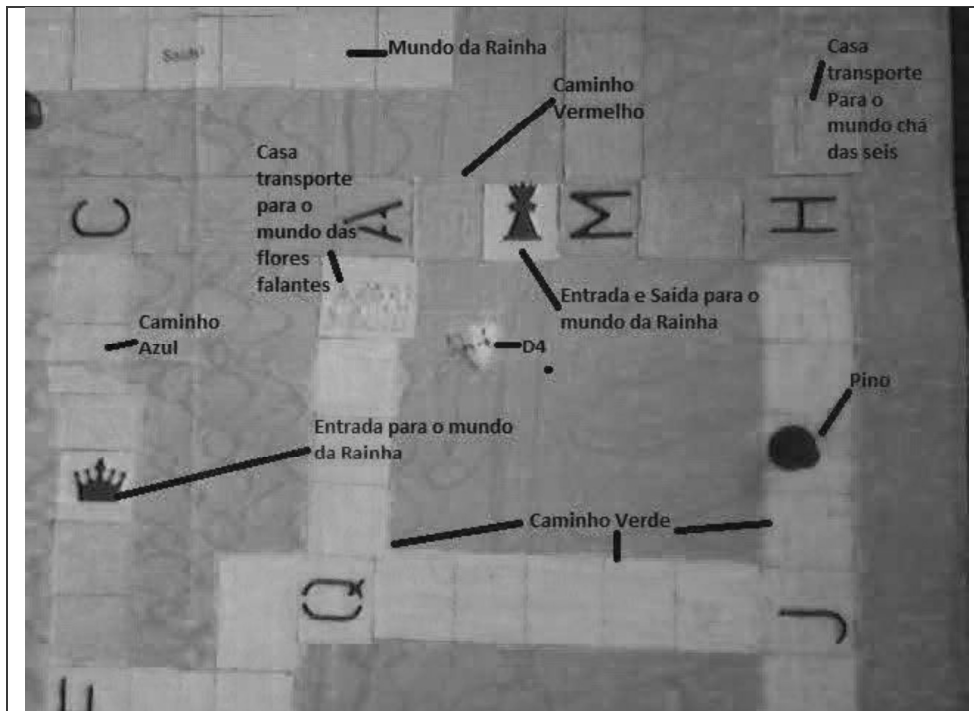 Mundo da Rainha
Saída
Casa
transporte
Para o
mundo chá
das seis
Caminho
Vermelho
Casa
transporte
para o
mundo das
flores
falantes
C
A
M
H
Entrada e Saída para o
mundo da Rainha
Caminho
Azul
D4
Pino
Entrada para o mundo
da Rainha
Caminho Verde
Q
J